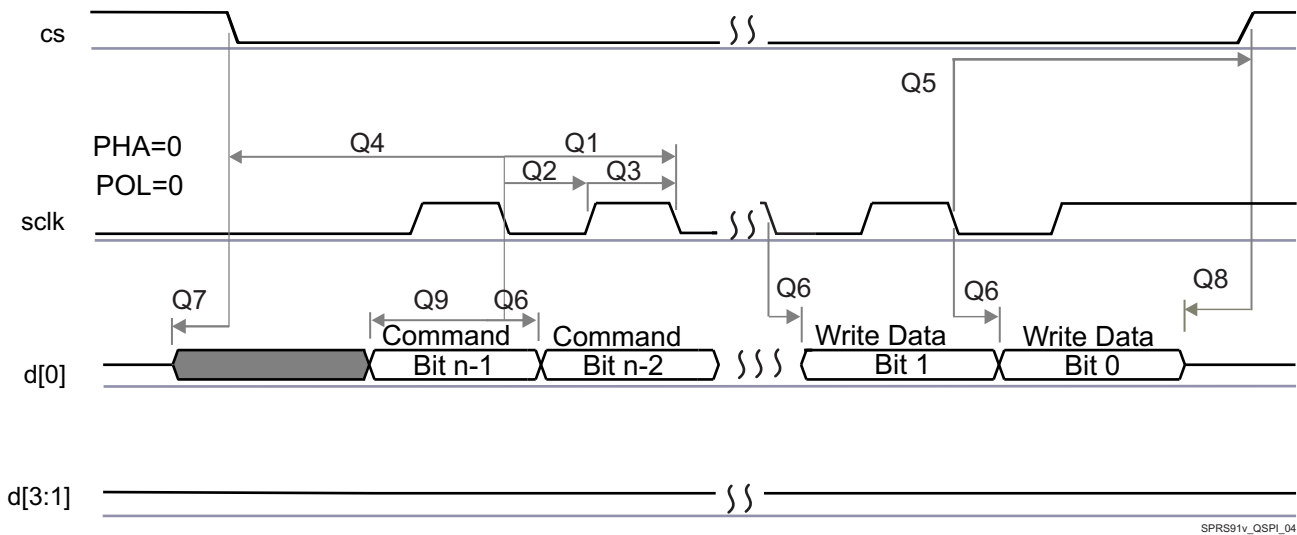 cs
Q5
PHA=0
Q4
Q1
POL=0
Q2
Q3
sclk
Q7
Q9
Q6
Q6
Q6
Q8
Command
Command
Write Data
Write Data
d[0]
Bit n-1
Bit n-2
Bit 1
Bit 0
d[3:1]
SPRS91v_QSPI_04